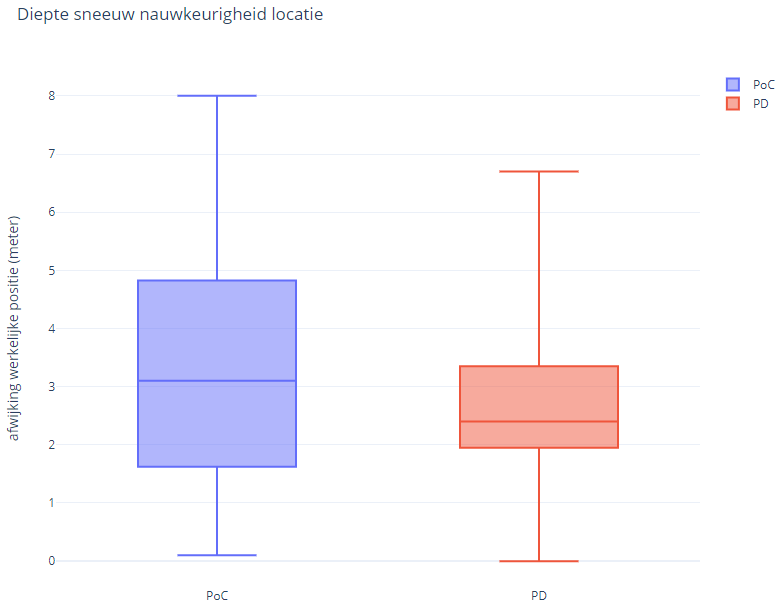 Diepte sneeuw nauwkeurigheid locatie
PoC
PD
afwijking werkelijke positie (meter)
8
7
6
5
4
3
2
1
0
PoC
PD